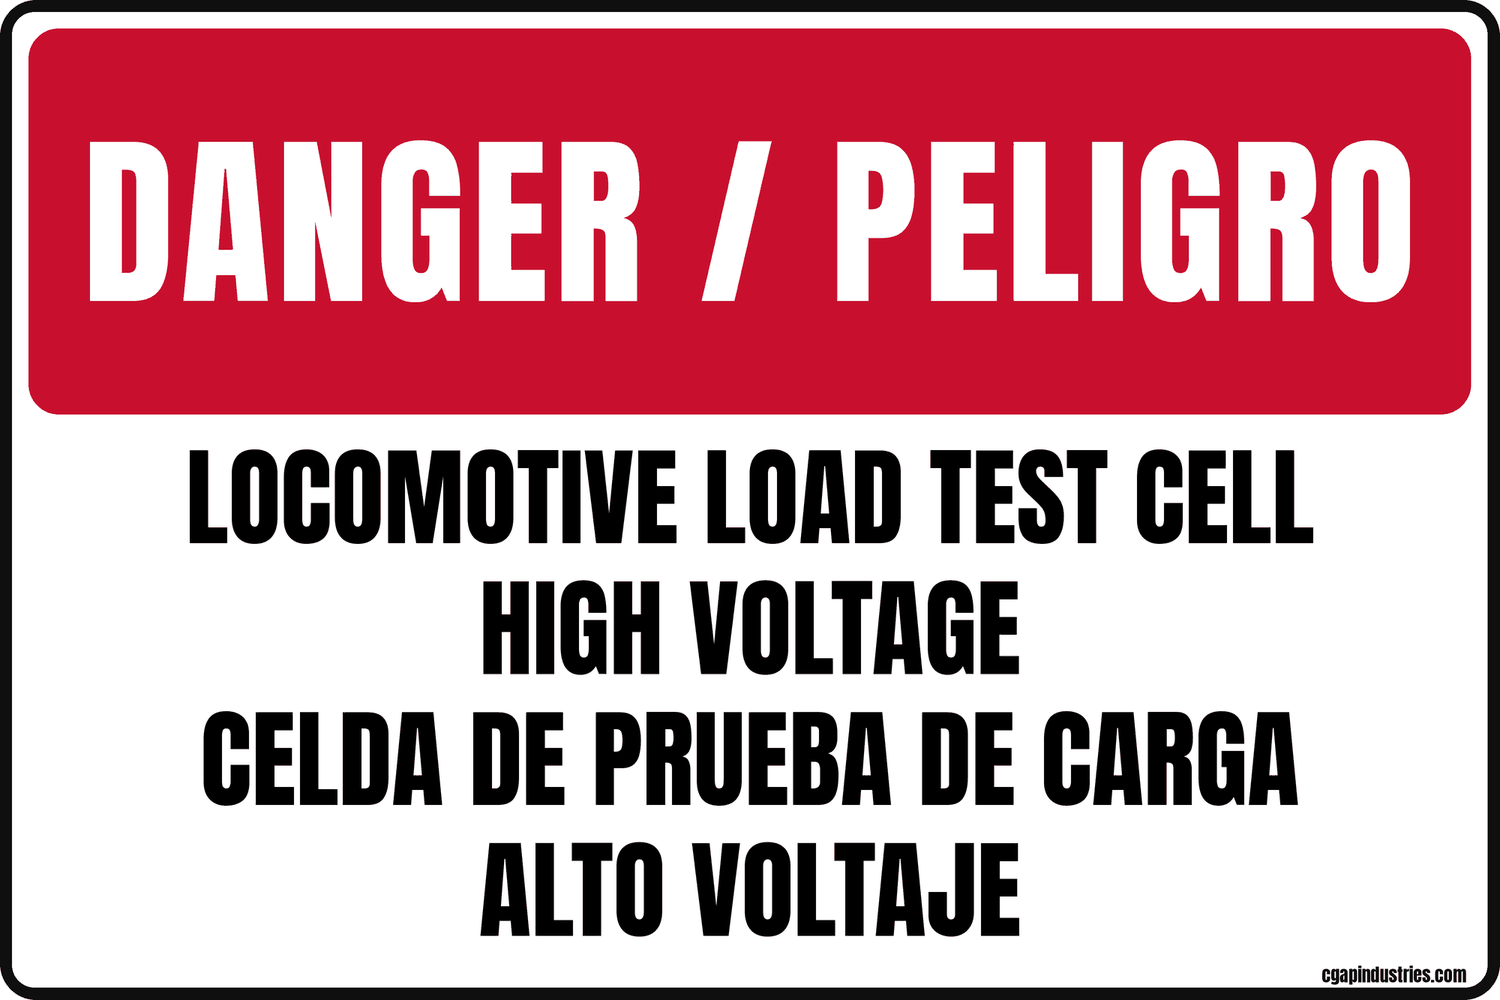 DANGER / PELIGRO
LOCOMOTIVE LOAD TEST CELL
HIGH VOLTAGE
CELDA DE PRUEBA DE CARGA
ALTO VOLTAJE
cgapindustries.com